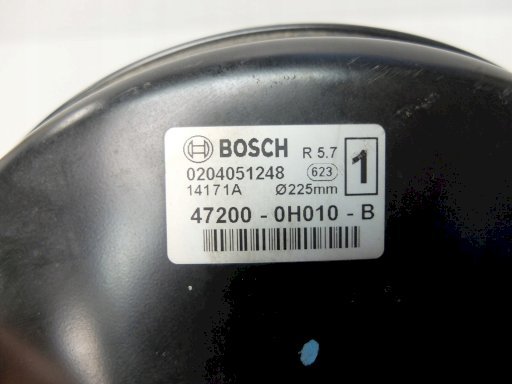 BOSCH R 5.7
0204051248 623 1
14171A Ø225mm
47200 - 0H010 - B